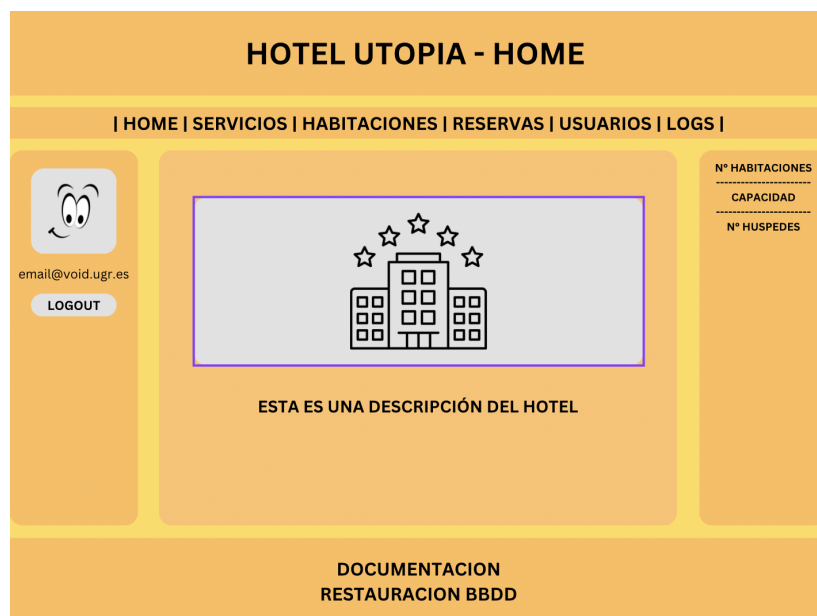 HOTEL UTOPIA - HOME
| HOME | SERVICIOS | HABITACIONES | RESERVAS | USUARIOS | LOGS |
email@void.ugr.es
LOGOUT
ESTA ES UNA DESCRIPCIÓN DEL HOTEL
Nº HABITACIONES
-----------------------
CAPACIDAD
-----------------------
Nº HUSPEDES
DOCUMENTACION
RESTAURACION BBDD